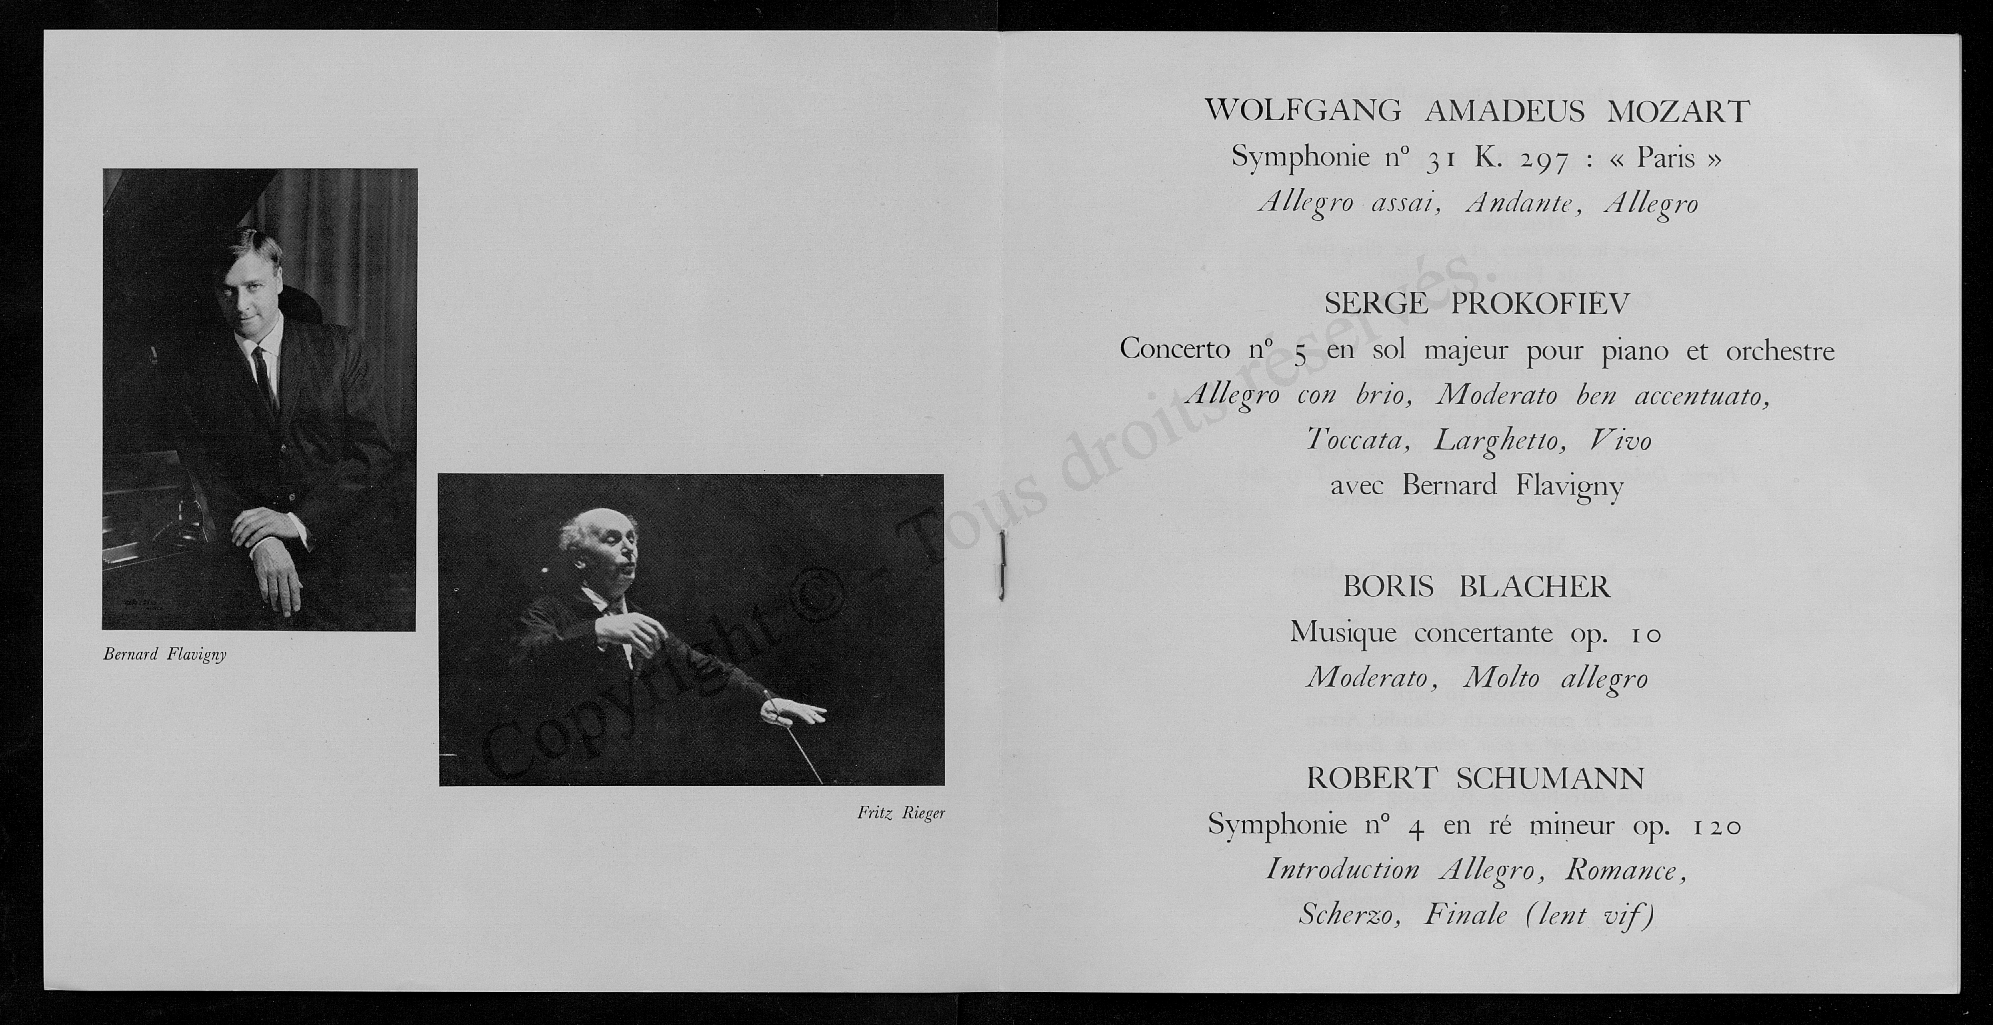 Bernard Flavigny
Fritz Rieger
WOLFGANG AMADEUS MOZART
Symphonie nº 31 K. 297 : « Paris »
Allegro assai, Andante, Allegro
SERGE PROKOFIEV
Concerto nº 5 en sol majeur pour piano et orchestre
Allegro con brio, Moderato ben accentuato,
Toccata, Larghetto, Vivo
avec Bernard Flavigny
BORIS BLACHER
Musique concertante op. 10
Moderato, Molto allegro
ROBERT SCHUMANN
Symphonie nº 4 en ré mineur op. 120
Introduction Allegro, Romance,
Scherzo, Finale (lent vif)
Copyright © - Tous droits réservés.